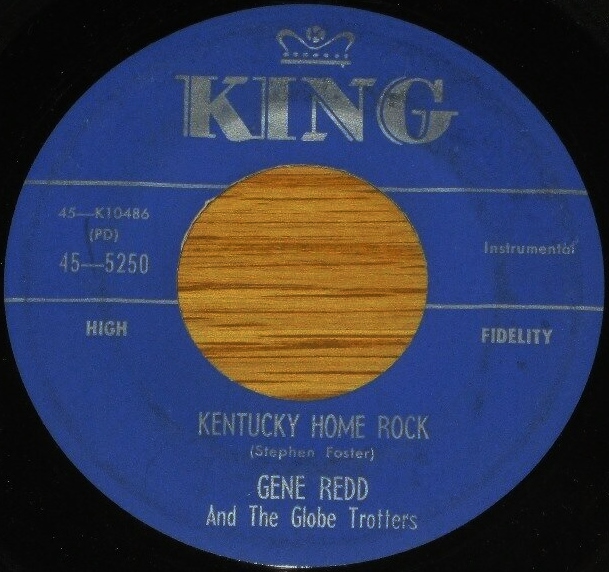 KING
45—K10486
(PD)
45—5250
Instrumental
HIGH
FIDELITY
KENTUCKY HOME ROCK
(Stephen Foster)
GENE REDD
And The Globe Trotters